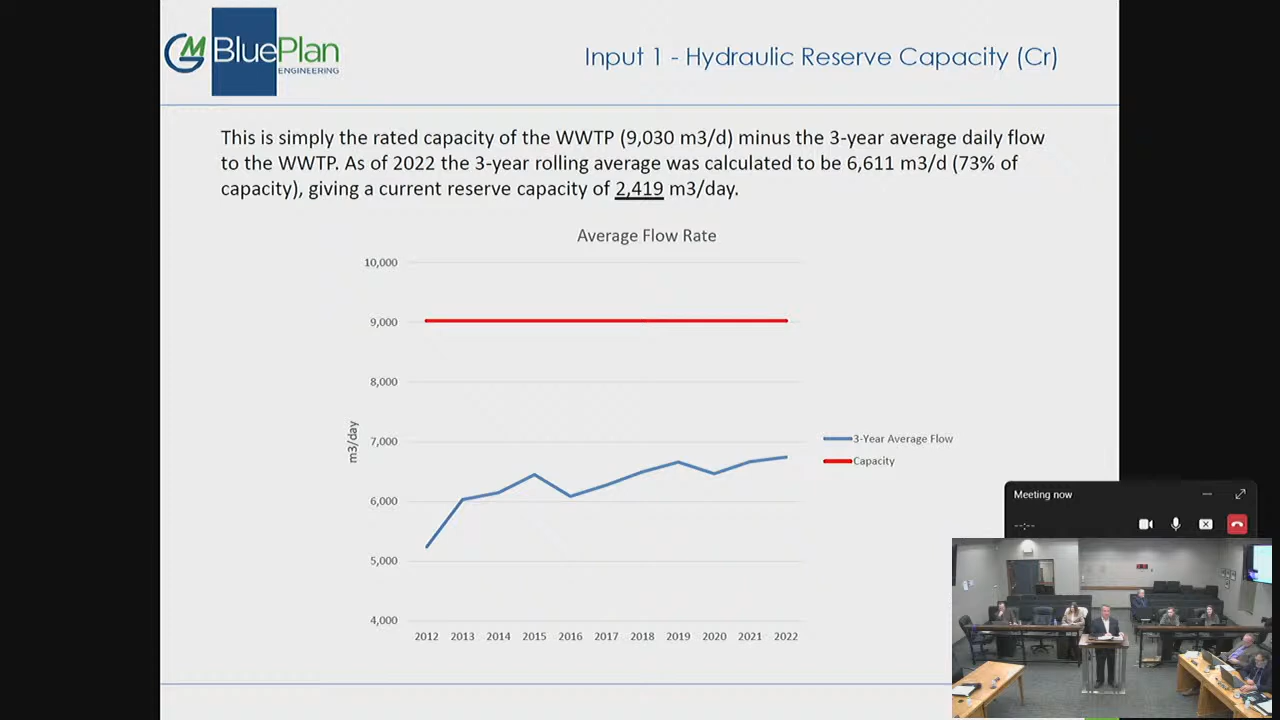 GM BluePlan
ENGINEERING
Input 1 - Hydraulic Reserve Capacity (Cr)
This is simply the rated capacity of the WWTP (9,030 m3/d) minus the 3-year average daily flow
to the WWTP. As of 2022 the 3-year rolling average was calculated to be 6,611 m3/d (73% of
capacity), giving a current reserve capacity of 2,419 m3/day.
Average Flow Rate
10,000
9,000
8,000
7,000
6,000
5,000
4,000
m3/day
2012 2013 2014 2015 2016 2017 2018 2019 2020 2021 2022
3-Year Average Flow
Capacity
Meeting now
--:--